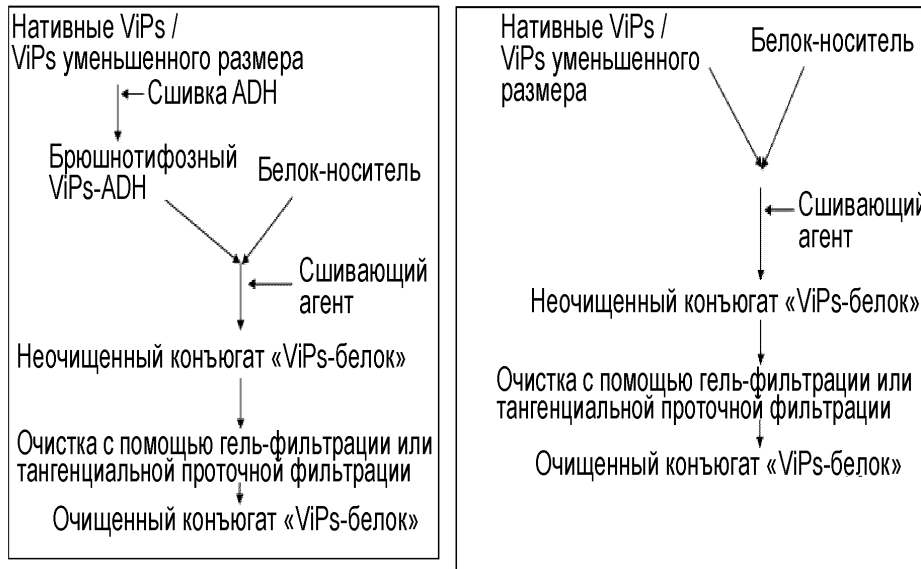 Нативные ViPs /
ViPs уменьшенного размера
Сшивка ADH
Брюшнотифозный
ViPs-ADH
Белок-носитель
Сшивающий
агент
Неочищенный конъюгат «ViPs-белок»
Очистка с помощью гель-фильтрации или
тангенциальной проточной фильтрации
Очищенный конъюгат «ViPs-белок»
Нативные ViPs /
ViPs уменьшенного
размера
Белок-носитель
Сшивающий
агент
Неочищенный конъюгат «ViPs-белок»
Очистка с помощью гель-фильтрации или
тангенциальной проточной фильтрации
Очищенный конъюгат «ViPs-белок»